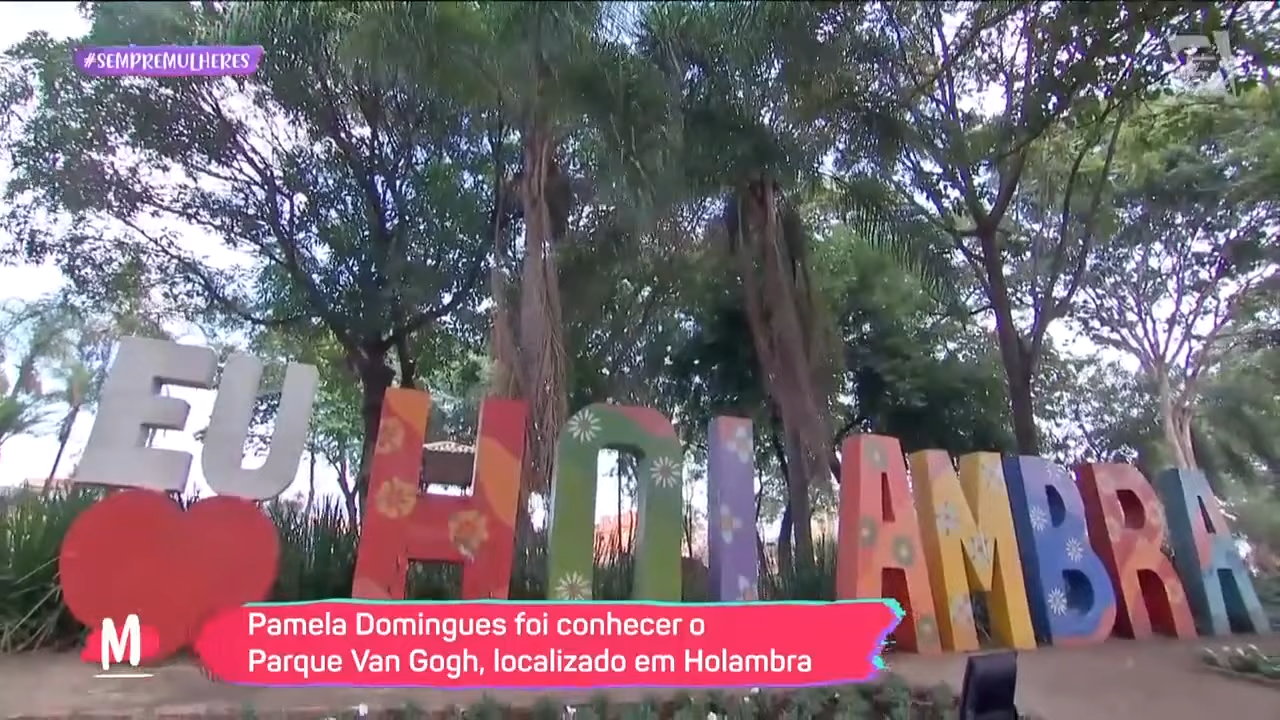 #SEMPREMULHERES
EU
HOLAMBRA
M
Pamela Domingues foi conhecer o
Parque Van Gogh, localizado em Holambra